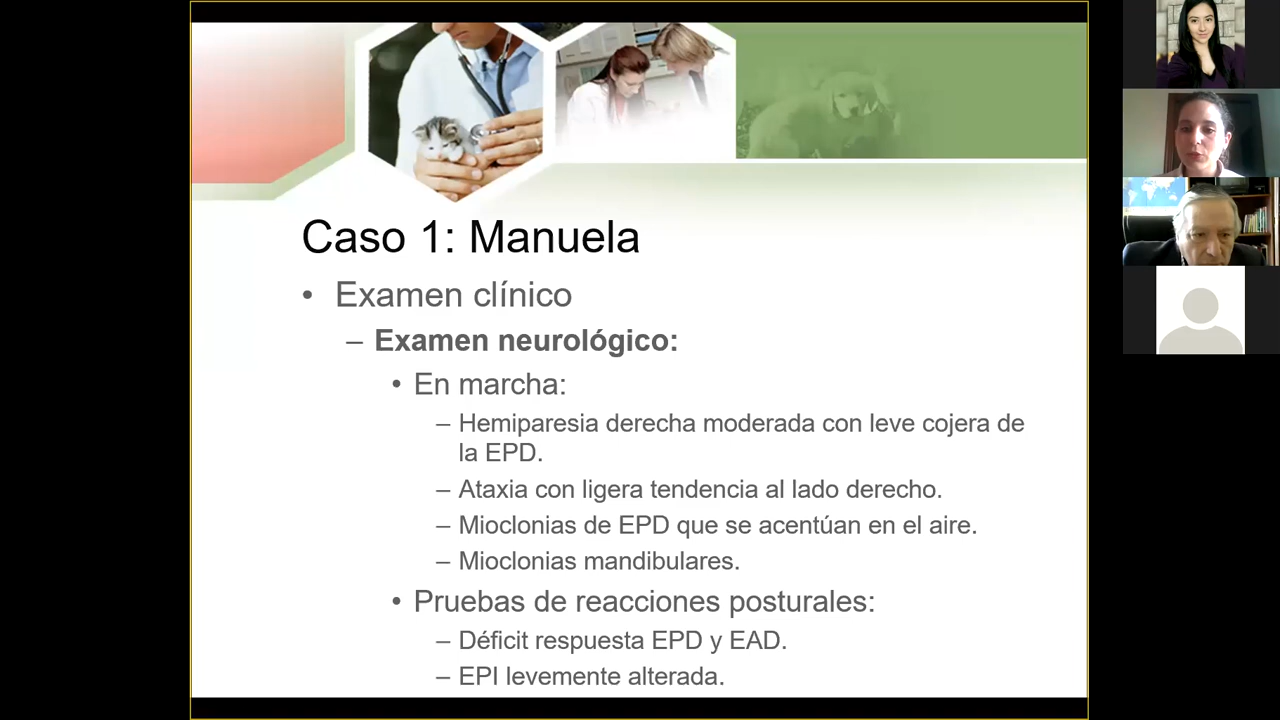 Caso 1: Manuela
• Examen clínico
– Examen neurológico:
• En marcha:
– Hemiparesia derecha moderada con leve cojera de
la EPD.
– Ataxia con ligera tendencia al lado derecho.
– Mioclonias de EPD que se acentúan en el aire.
– Mioclonias mandibulares.
• Pruebas de reacciones posturales:
– Déficit respuesta EPD y EAD.
– EPI levemente alterada.